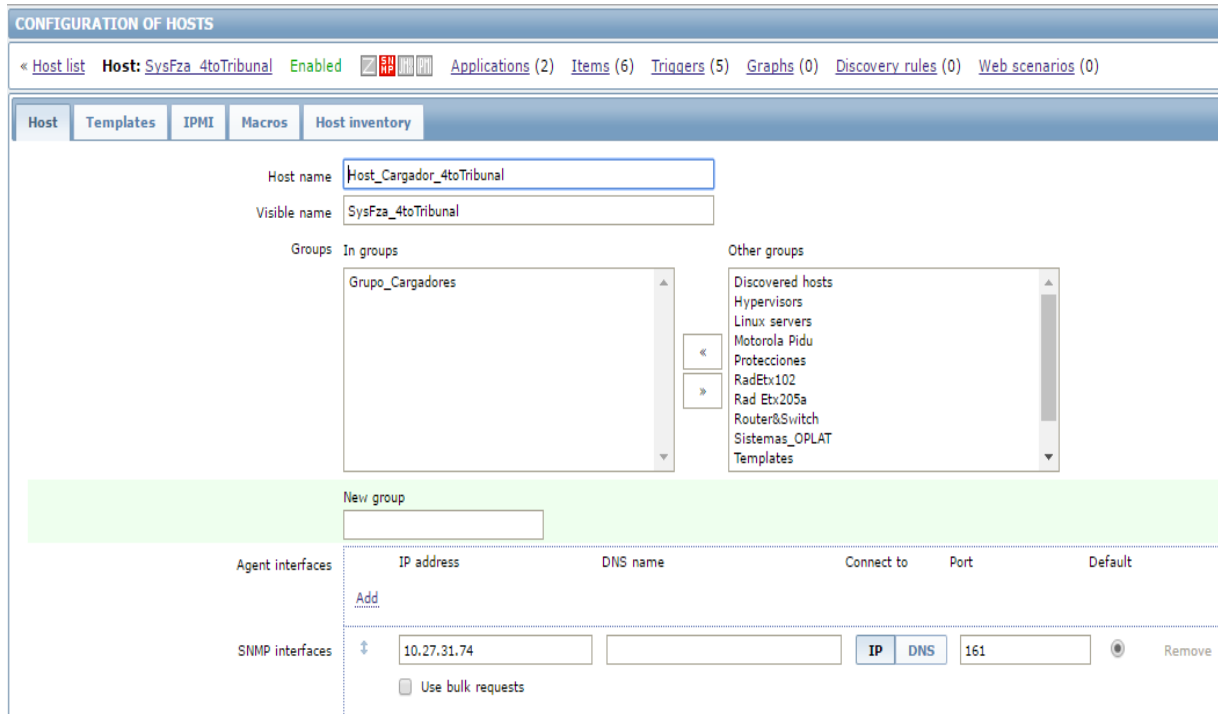 CONFIGURATION OF HOSTS
« Host list Host: SysFza_4toTribunal Enabled Z SNMP JMX IPMI Applications (2) Items (6) Triggers (5) Graphs (0) Discovery rules (0) Web scenarios (0)
Host Templates IPMI Macros Host inventory
Host name Host_Cargador_4toTribunal
Visible name SysFza_4toTribunal
Groups In groups Other groups
Grupo_Cargadores
Discovered hosts
Hypervisors
Linux servers
Motorola Pidu
Protecciones
RadEtx102
Rad Etx205a
Router&Switch
Sistemas_OPLAT
Templates
«
»
New group
Agent interfaces IP address DNS name Connect to Port Default
Add
SNMP interfaces 10.27.31.74 IP DNS 161 Remove
Use bulk requests